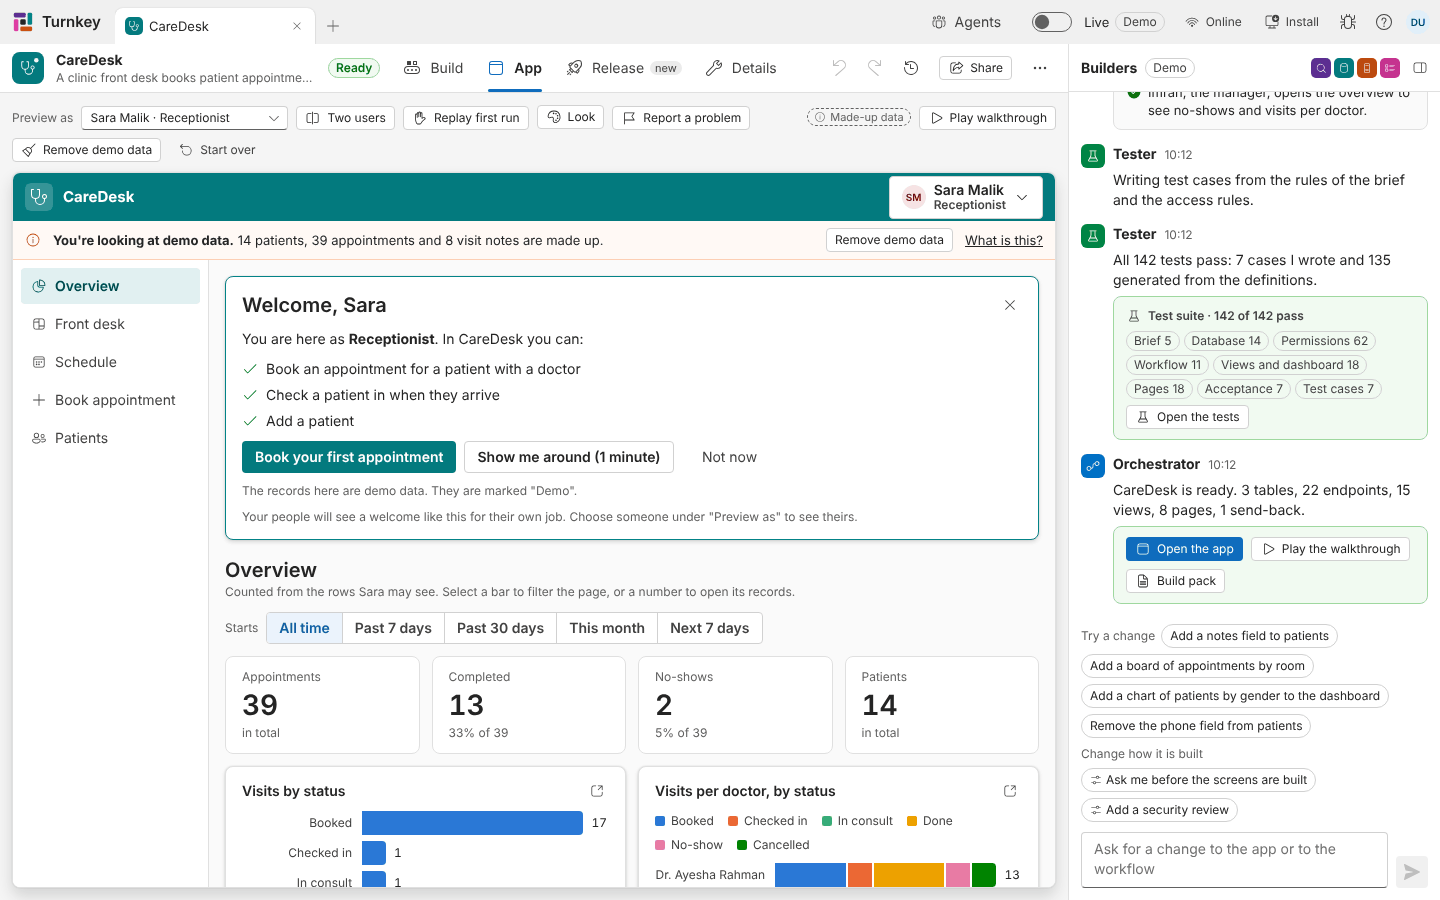 Turnkey
CareDesk
Agents
Live
Demo
Online
Install
DU
CareDesk
A clinic front desk books patient appointme...
Ready
Build
App
Release
new
Details
Share
Preview as
Sara Malik · Receptionist
Two users
Replay first run
Look
Report a problem
Made-up data
Play walkthrough
Remove demo data
Start over
CareDesk
SM
Sara Malik
Receptionist
You're looking at demo data. 14 patients, 39 appointments and 8 visit notes are made up.
Remove demo data
What is this?
Overview
Front desk
Schedule
Book appointment
Patients
Welcome, Sara
You are here as Receptionist. In CareDesk you can:
Book an appointment for a patient with a doctor
Check a patient in when they arrive
Add a patient
Book your first appointment
Show me around (1 minute)
Not now
The records here are demo data. They are marked "Demo".
Your people will see a welcome like this for their own job. Choose someone under "Preview as" to see theirs.
Overview
Counted from the rows Sara may see. Select a bar to filter the page, or a number to open its records.
Starts
All time
Past 7 days
Past 30 days
This month
Next 7 days
Appointments
39
in total
Completed
13
33% of 39
No-shows
2
5% of 39
Patients
14
in total
Visits by status
Booked
17
Checked in
1
In consult
1
Visits per doctor, by status
Booked
Checked in
In consult
Done
No-show
Cancelled
Dr. Ayesha Rahman
13
Builders
Demo
Imran, the manager, opens the overview to
see no-shows and visits per doctor.
Tester 10:12
Writing test cases from the rules of the brief
and the access rules.
Tester 10:12
All 142 tests pass: 7 cases I wrote and 135
generated from the definitions.
Test suite · 142 of 142 pass
Brief 5
Database 14
Permissions 62
Workflow 11
Views and dashboard 18
Pages 18
Acceptance 7
Test cases 7
Open the tests
Orchestrator 10:12
CareDesk is ready. 3 tables, 22 endpoints, 15
views, 8 pages, 1 send-back.
Open the app
Play the walkthrough
Build pack
Try a change
Add a notes field to patients
Add a board of appointments by room
Add a chart of patients by gender to the dashboard
Remove the phone field from patients
Change how it is built
Ask me before the screens are built
Add a security review
Ask for a change to the app or to the
workflow